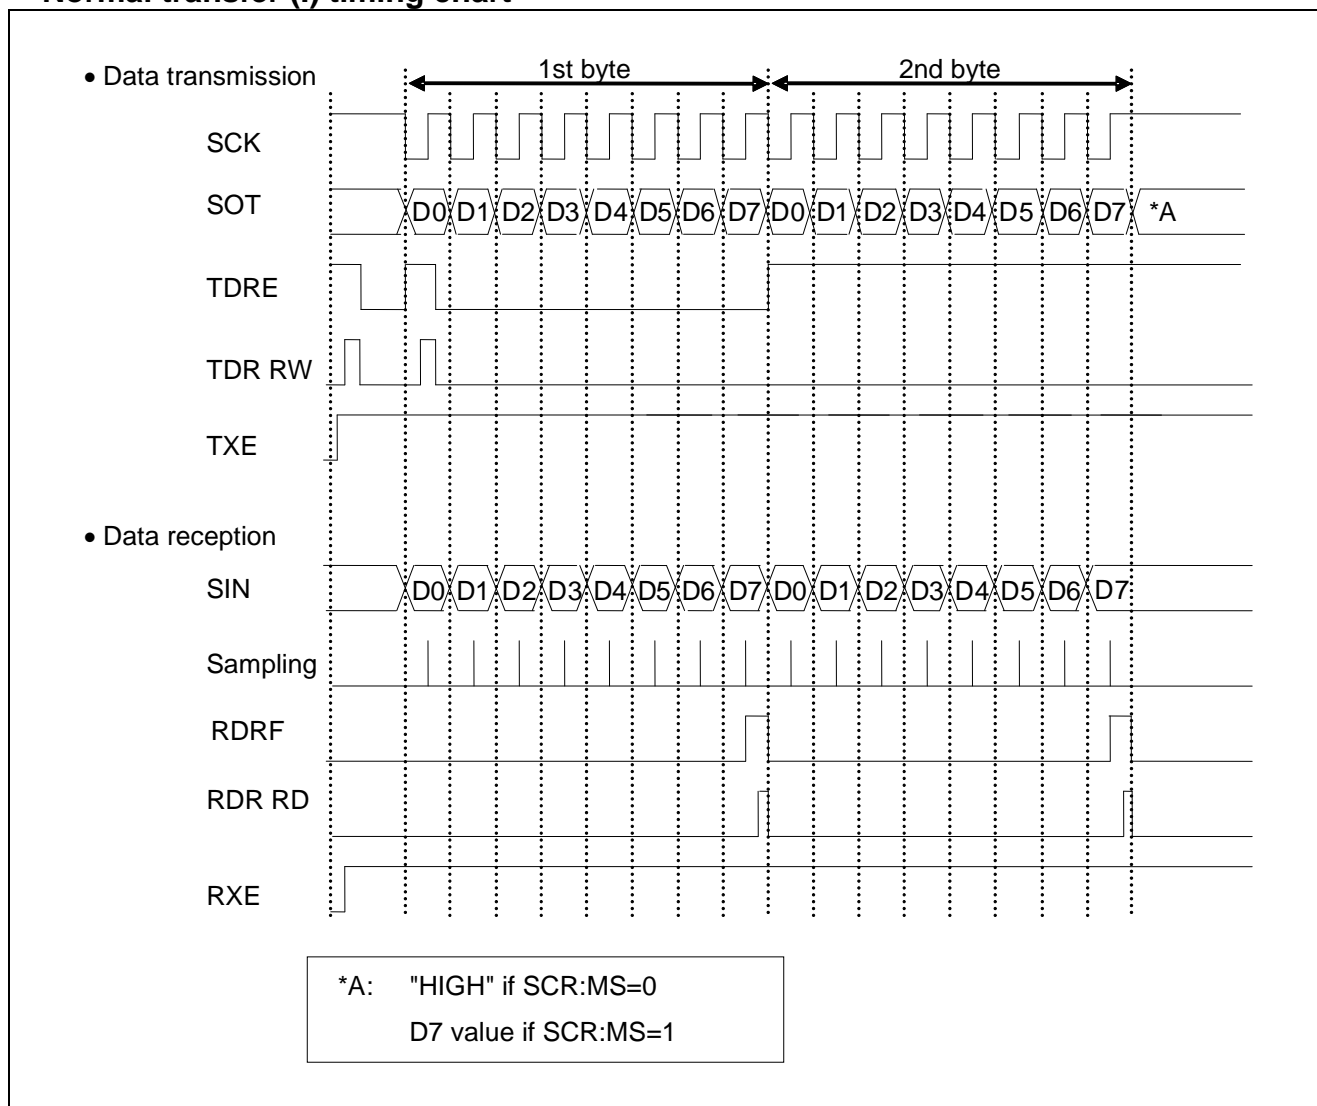 Normal transfer (I) timing chart
• Data transmission
1st byte
2nd byte
SCK
SOT
D0 D1 D2 D3 D4 D5 D6 D7 D0 D1 D2 D3 D4 D5 D6 D7 *A
TDRE
TDR RW
TXE
• Data reception
SIN
D0 D1 D2 D3 D4 D5 D6 D7 D0 D1 D2 D3 D4 D5 D6 D7
Sampling
RDRF
RDR RD
RXE
*A: "HIGH" if SCR:MS=0
D7 value if SCR:MS=1